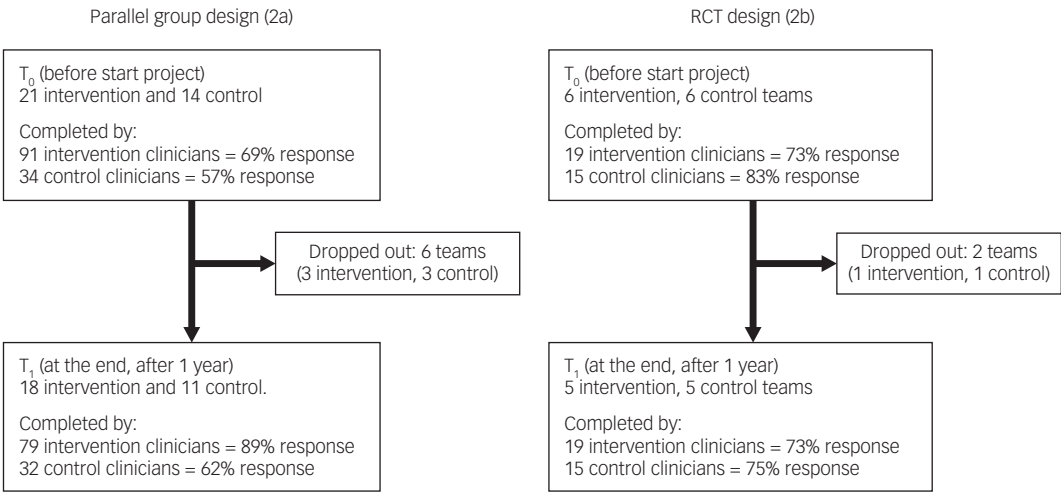 Parallel group design (2a)
T₀ (before start project)
21 intervention and 14 control
Completed by:
91 intervention clinicians = 69% response
34 control clinicians = 57% response
Dropped out: 6 teams
(3 intervention, 3 control)
T₁ (at the end, after 1 year)
18 intervention and 11 control.
Completed by:
79 intervention clinicians = 89% response
32 control clinicians = 62% response
RCT design (2b)
T₀ (before start project)
6 intervention, 6 control teams
Completed by:
19 intervention clinicians = 73% response
15 control clinicians = 83% response
Dropped out: 2 teams
(1 intervention, 1 control)
T₁ (at the end, after 1 year)
5 intervention, 5 control teams
Completed by:
19 intervention clinicians = 73% response
15 control clinicians = 75% response